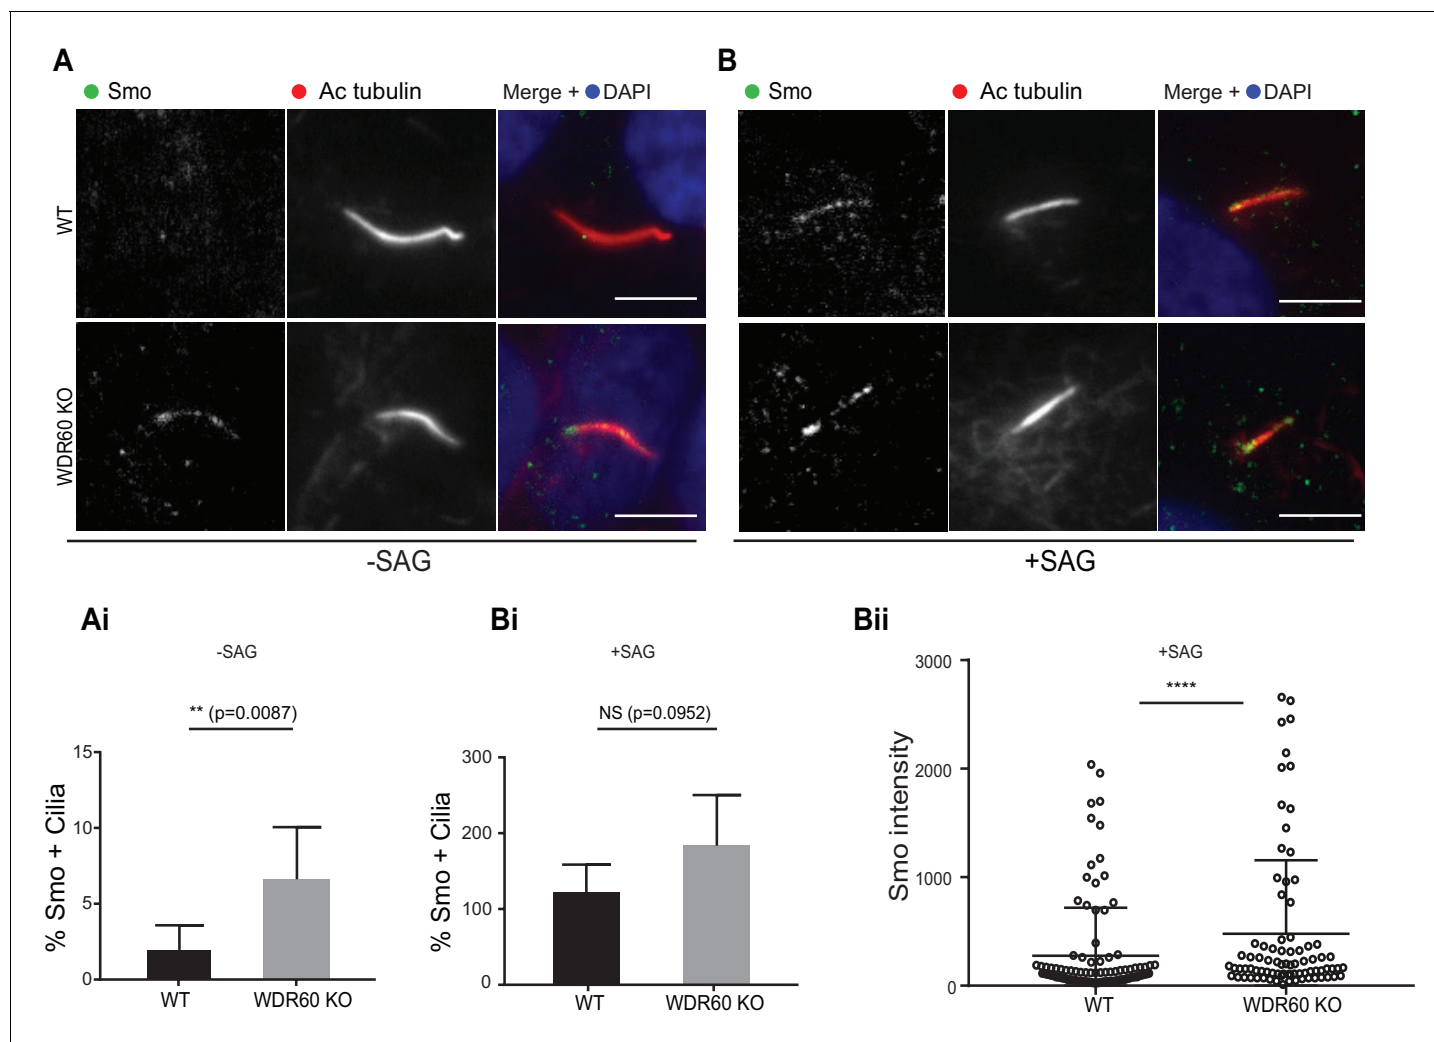 A
B
Smo
Ac tubulin
Merge + DAPI
Smo
Ac tubulin
Merge + DAPI
WT
WDR60 KO
-SAG
+SAG
Ai
-SAG
** (p=0.0087)
% Smo + Cilia
15
10
5
0
WT
WDR60 KO
Bi
+SAG
NS (p=0.0952)
% Smo + Cilia
300
200
100
0
WT
WDR60 KO
Bii
+SAG
****
Smo intensity
3000
2000
1000
0
WT
WDR60 KO